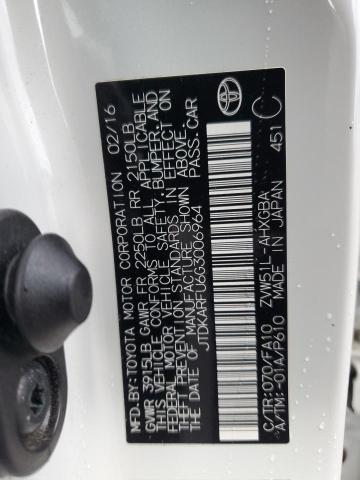 MFD.BY:TOYOTA MOTOR CORPORATION 02/16
GVWR 3915LB GAWR FR 2250LB RR 2150LB
THIS VEHICLE CONFORMS TO ALL APPLICABLE
FEDERAL MOTOR VEHICLE SAFETY, BUMPER, AND
THEFT PREVENTION STANDARDS IN EFFECT ON THE DATE
OF MANUFACTURE SHOWN ABOVE.
JTDKARFU6G3006964 PASS.CAR
TOYOTA
C/TR:070/FA10 ZVW51L-AHXGBA
A/TM:-01A/P610 MADE IN JAPAN
451 C